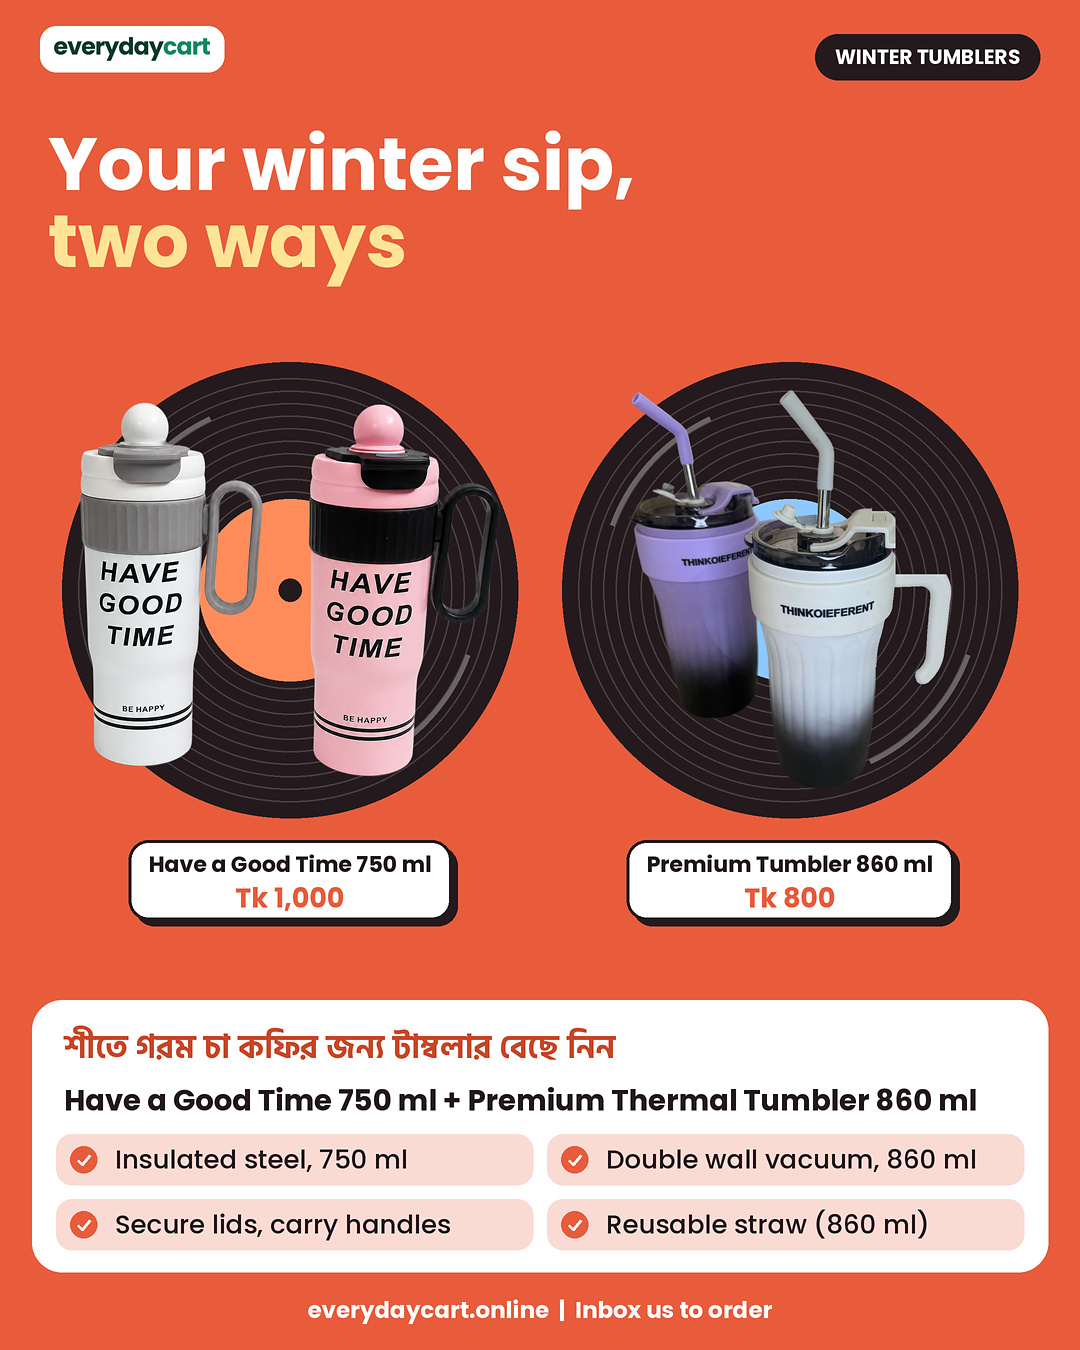 everydaycart
WINTER TUMBLERS
Your winter sip,
two ways
HAVE
GOOD
TIME
BE HAPPY
HAVE
GOOD
TIME
BE HAPPY
THINKOIEFERENT
THINKOIEFERENT
Have a Good Time 750 ml
Tk 1,000
Premium Tumbler 860 ml
Tk 800
শীতে গরম চা কফির জন্য টাম্বলার বেছে নিন
Have a Good Time 750 ml + Premium Thermal Tumbler 860 ml
Insulated steel, 750 ml
Double wall vacuum, 860 ml
Secure lids, carry handles
Reusable straw (860 ml)
everydaycart.online | Inbox us to order